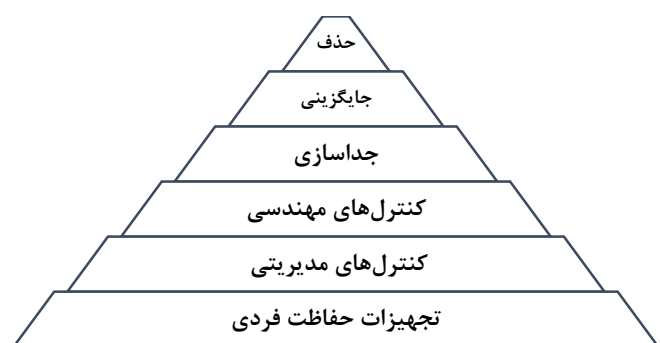 حذف
جایگزینی
جداسازی
کنترل‌های مهندسی
کنترل‌های مدیریتی
تجهیزات حفاظت فردی